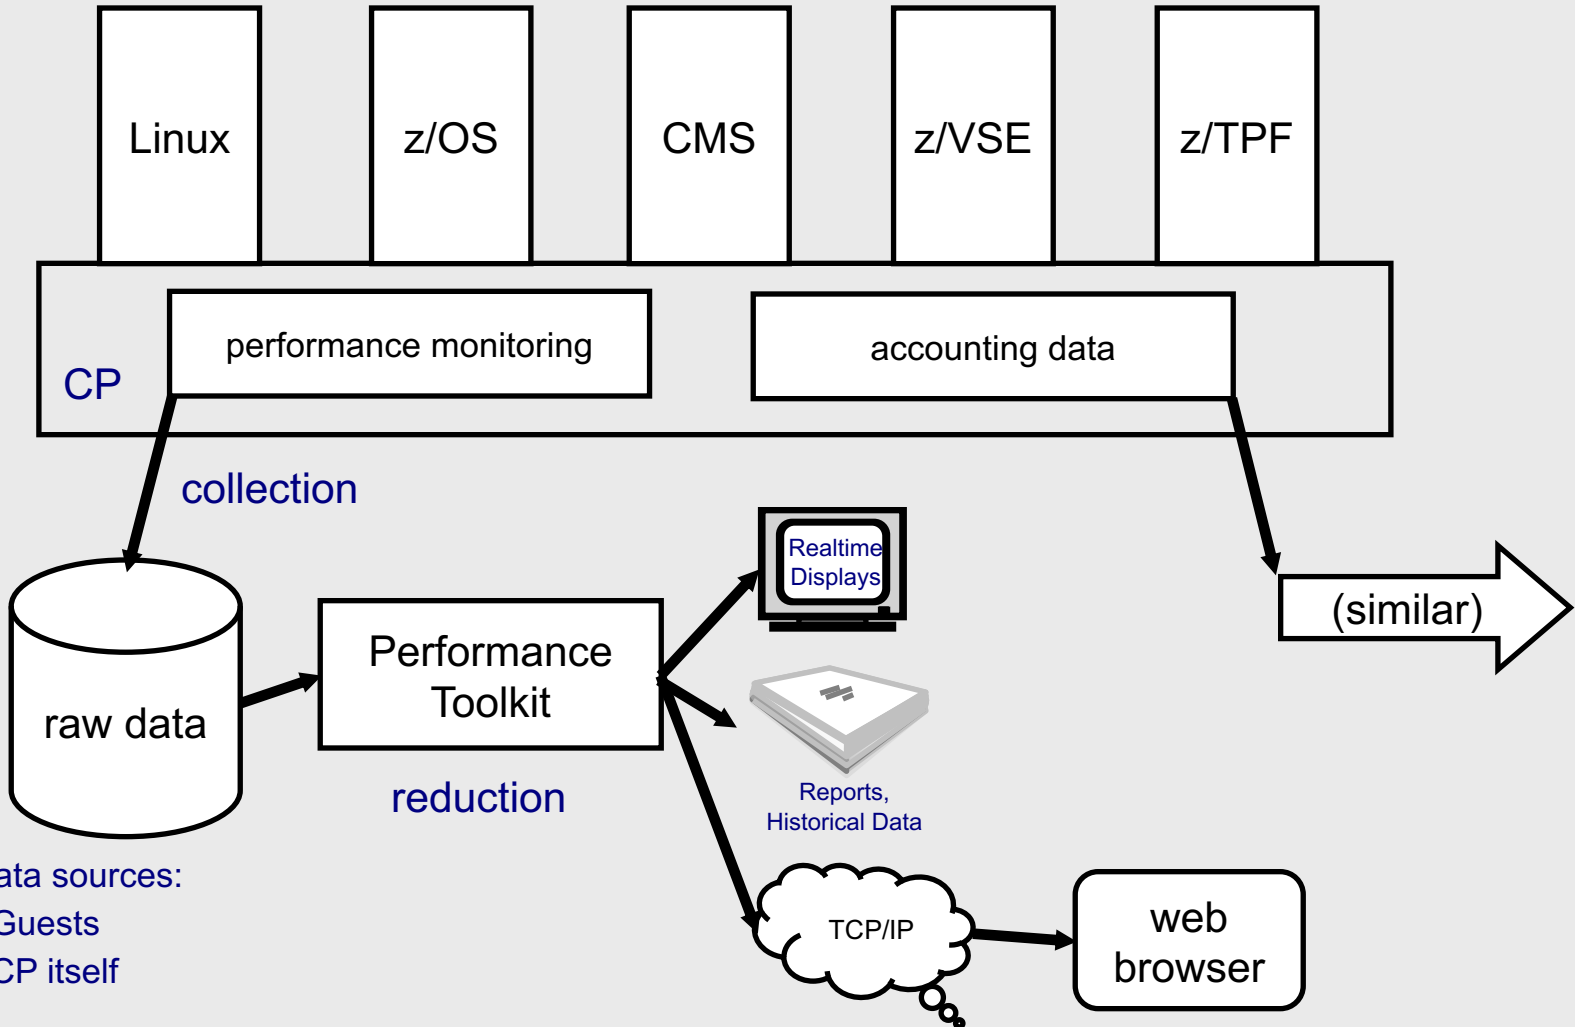 Linux
z/OS
CMS
z/VSE
z/TPF
performance monitoring
accounting data
CP
collection
Realtime
Displays
(similar)
Performance
Toolkit
raw data
reduction
Reports,
Historical Data
ata sources:
Guests
CP itself
TCP/IP
web
browser